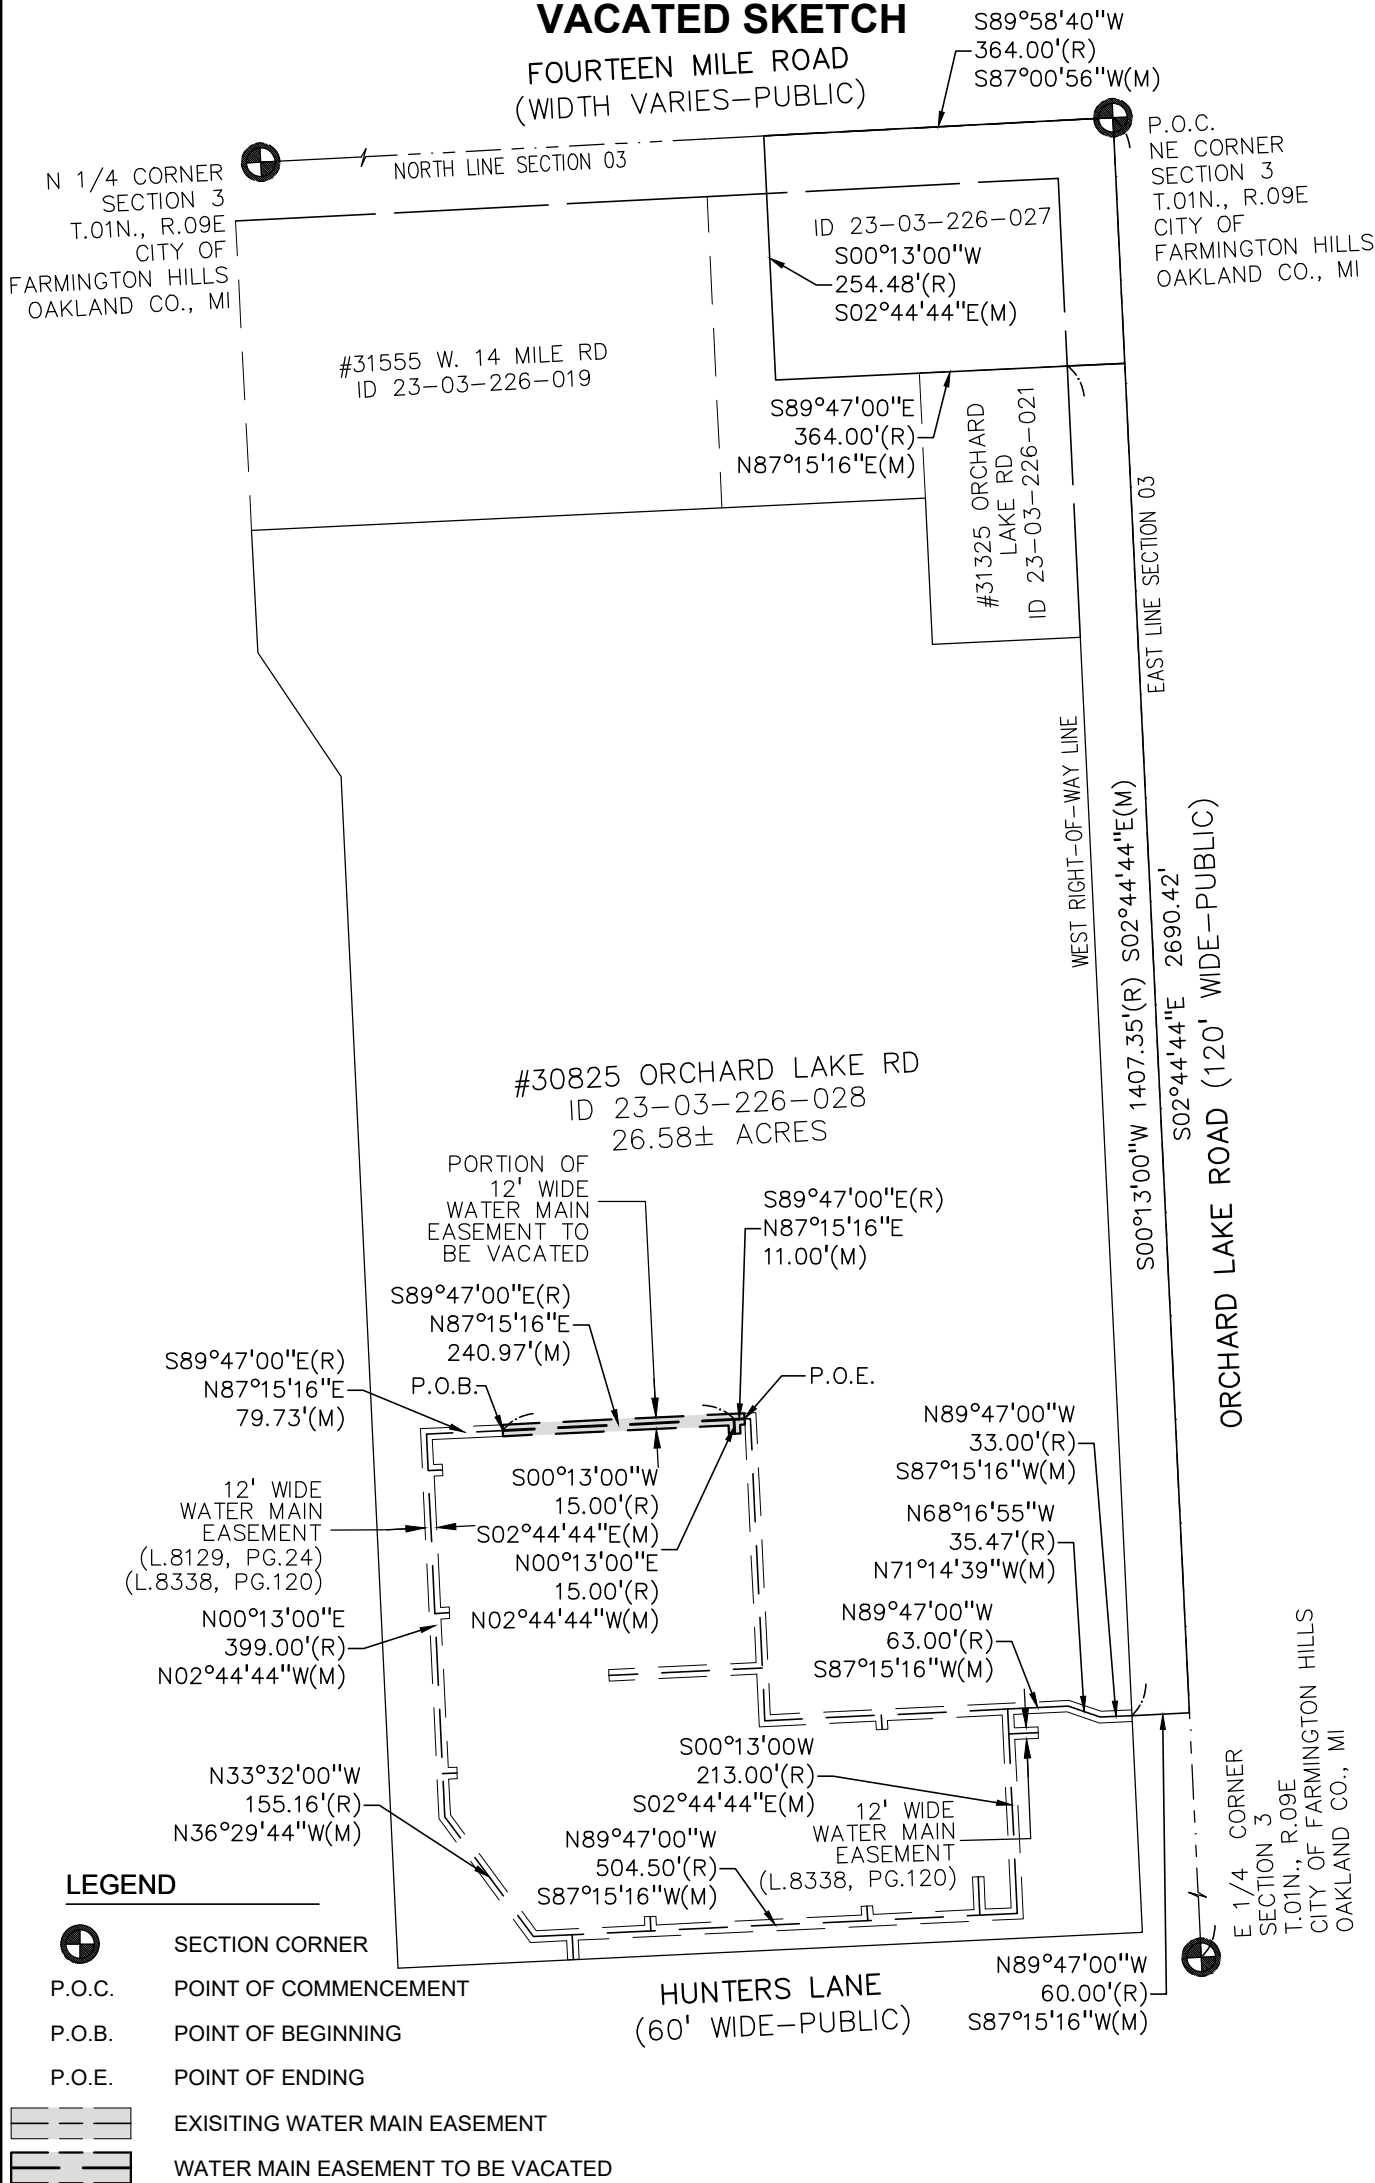 VACATED SKETCH
FOURTEEN MILE ROAD
(WIDTH VARIES-PUBLIC)
S89°58'40"W
364.00'(R)
S87°00'56"W(M)
N 1/4 CORNER
SECTION 3
T.01N., R.09E
CITY OF
FARMINGTON HILLS
OAKLAND CO., MI
NORTH LINE SECTION 03
P.O.C.
NE CORNER
SECTION 3
T.01N., R.09E
CITY OF
FARMINGTON HILLS
OAKLAND CO., MI
ID 23-03-226-027
S00°13'00"W
254.48'(R)
S02°44'44"E(M)
#31555 W. 14 MILE RD
ID 23-03-226-019
S89°47'00"E
364.00'(R)
N87°15'16"E(M)
#31325 ORCHARD
LAKE RD
ID 23-03-226-021
EAST LINE SECTION 03
WEST RIGHT-OF-WAY LINE
S00°13'00"W 1407.35'(R) S02°44'44"E(M)
S02°44'44"E 2690.42'
ORCHARD LAKE ROAD (120' WIDE-PUBLIC)
#30825 ORCHARD LAKE RD
ID 23-03-226-028
26.58± ACRES
PORTION OF
12' WIDE
WATER MAIN
EASEMENT TO
BE VACATED
S89°47'00"E(R)
N87°15'16"E
11.00'(M)
S89°47'00"E(R)
N87°15'16"E
240.97'(M)
S89°47'00"E(R)
N87°15'16"E
79.73'(M)
P.O.B.
P.O.E.
12' WIDE
WATER MAIN
EASEMENT
(L.8129, PG.24)
(L.8338, PG.120)
S00°13'00"W
15.00'(R)
S02°44'44"E(M)
N00°13'00"E
15.00'(R)
N02°44'44"W(M)
N89°47'00"W
33.00'(R)
S87°15'16"W(M)
N68°16'55"W
35.47'(R)
N71°14'39"W(M)
N00°13'00"E
399.00'(R)
N02°44'44"W(M)
N89°47'00"W
63.00'(R)
S87°15'16"W(M)
S00°13'00W
213.00'(R)
S02°44'44"E(M)
N33°32'00"W
155.16'(R)
N36°29'44"W(M)
12' WIDE
WATER MAIN
EASEMENT
(L.8338, PG.120)
N89°47'00"W
504.50'(R)
S87°15'16"W(M)
E 1/4 CORNER
SECTION 3
T.01N., R.09E
CITY OF FARMINGTON HILLS
OAKLAND CO., MI
N89°47'00"W
60.00'(R)
S87°15'16"W(M)
HUNTERS LANE
(60' WIDE-PUBLIC)
LEGEND
SECTION CORNER
P.O.C. POINT OF COMMENCEMENT
P.O.B. POINT OF BEGINNING
P.O.E. POINT OF ENDING
EXISITING WATER MAIN EASEMENT
WATER MAIN EASEMENT TO BE VACATED